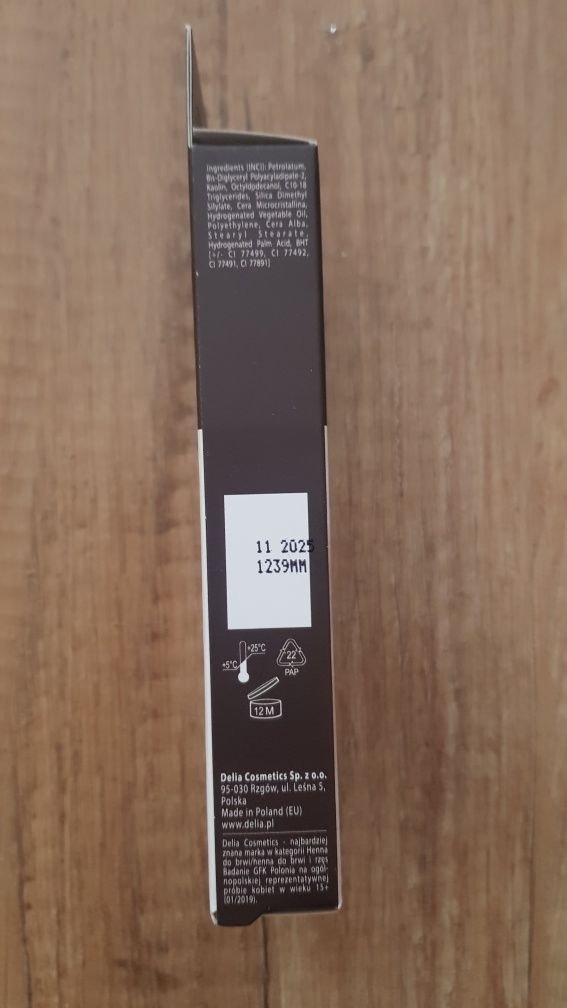 Ingredients (INCI): Petrolatum,
Bis-Diglyceryl Polyacyladipate-2,
Kaolin, Octyldodecanol, C10-18
Triglycerides, Silica Dimethyl
Silylate, Cera Microcristallina,
Hydrogenated Vegetable Oil,
Polyethylene, Cera Alba,
Stearyl Stearate,
Hydrogenated Palm Acid, BHT
[+/- CI 77499, CI 77492,
CI 77491, CI 77891]
11 2025
1239MM
+25°C
+5°C
22
PAP
12 M
Delia Cosmetics Sp. z o.o.
95-030 Rzgów, ul. Leśna 5,
Polska
Made in Poland (EU)
www.delia.pl
Delia Cosmetics - najbardziej
znana marka w kategorii Henna
do brwi/henna do brwi i rzęs
Badanie GFK Polonia na ogól-
nopolskiej reprezentatywnej
próbie kobiet w wieku 15+
(01/2019).